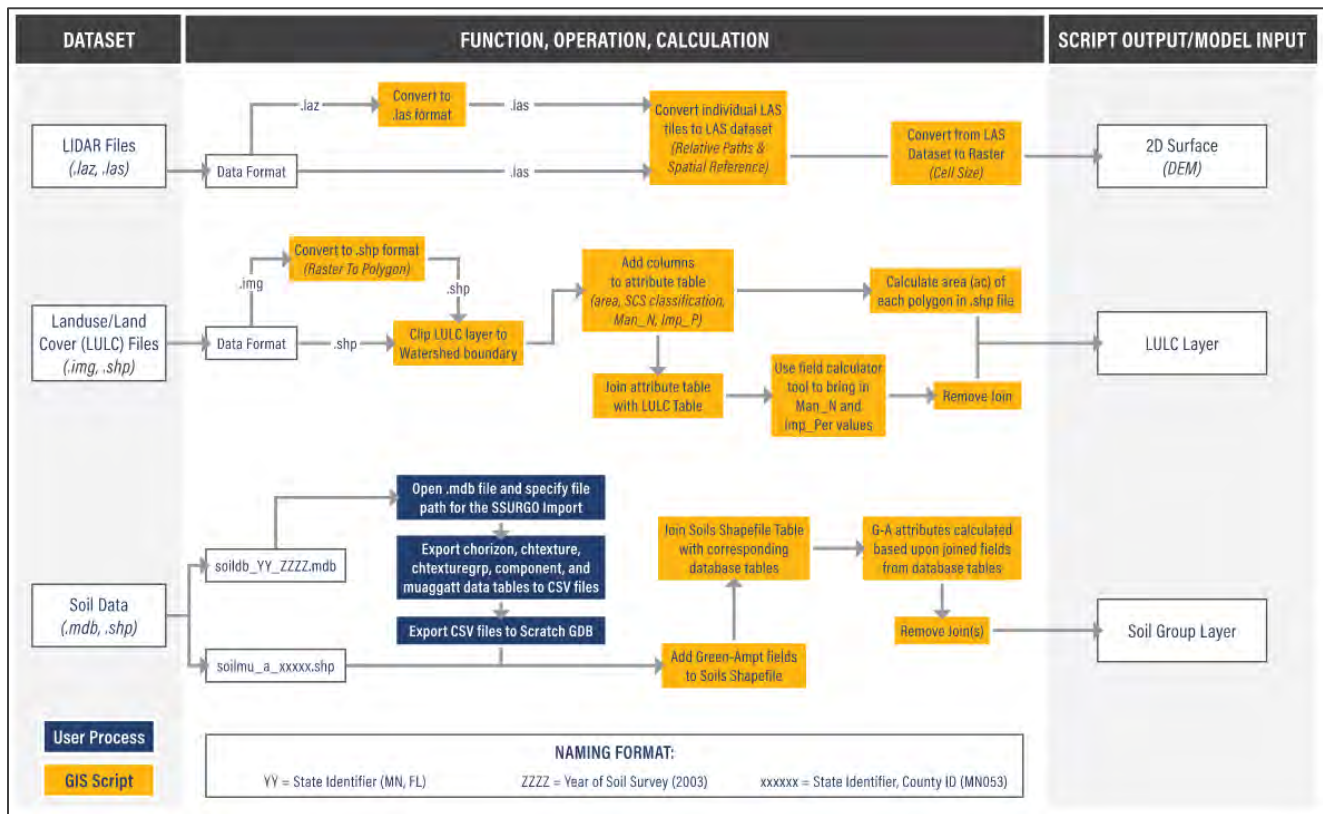 DATASET
FUNCTION, OPERATION, CALCULATION
SCRIPT OUTPUT/MODEL INPUT
LIDAR Files
(.laz, .las)
Data Format
.laz
Convert to
.las format
.las
.las
Convert individual LAS
tiles to LAS dataset
(Relative Paths &
Spatial Reference)
Convert from LAS
Dataset to Raster
(Cell Size)
2D Surface
(DEM)
Landuse/Land
Cover (LULC) Files
(.img, .shp)
Data Format
.img
Convert to .shp format
(Raster To Polygon)
.shp
.shp
Clip LULC layer to
Watershed boundary
Add columns
to attribute table
(area, SCS classification,
Man_N, Imp_P)
Calculate area (ac) of
each polygon in .shp file
Join attribute table
with LULC Table
Use field calculator
tool to bring in
Man_N and
Imp_Per values
Remove Join
LULC Layer
Soil Data
(.mdb, .shp)
soildb_YY_ZZZZ.mdb
soilmu_a_xxxxx.shp
Open .mdb file and specify file
path for the SSURGO Import
Export chorizon, chtexture,
chtexturegrp, component, and
muaggatt data tables to CSV files
Export CSV files to Scratch GDB
Add Green-Ampt fields
to Soils Shapefile
Join Soils Shapefile Table
with corresponding
database tables
G-A attributes calculated
based upon joined fields
from database tables
Remove Join(s)
Soil Group Layer
User Process
GIS Script
NAMING FORMAT:
YY = State Identifier (MN, FL)
ZZZZ = Year of Soil Survey (2003)
xxxxxx = State Identifier, County ID (MN053)